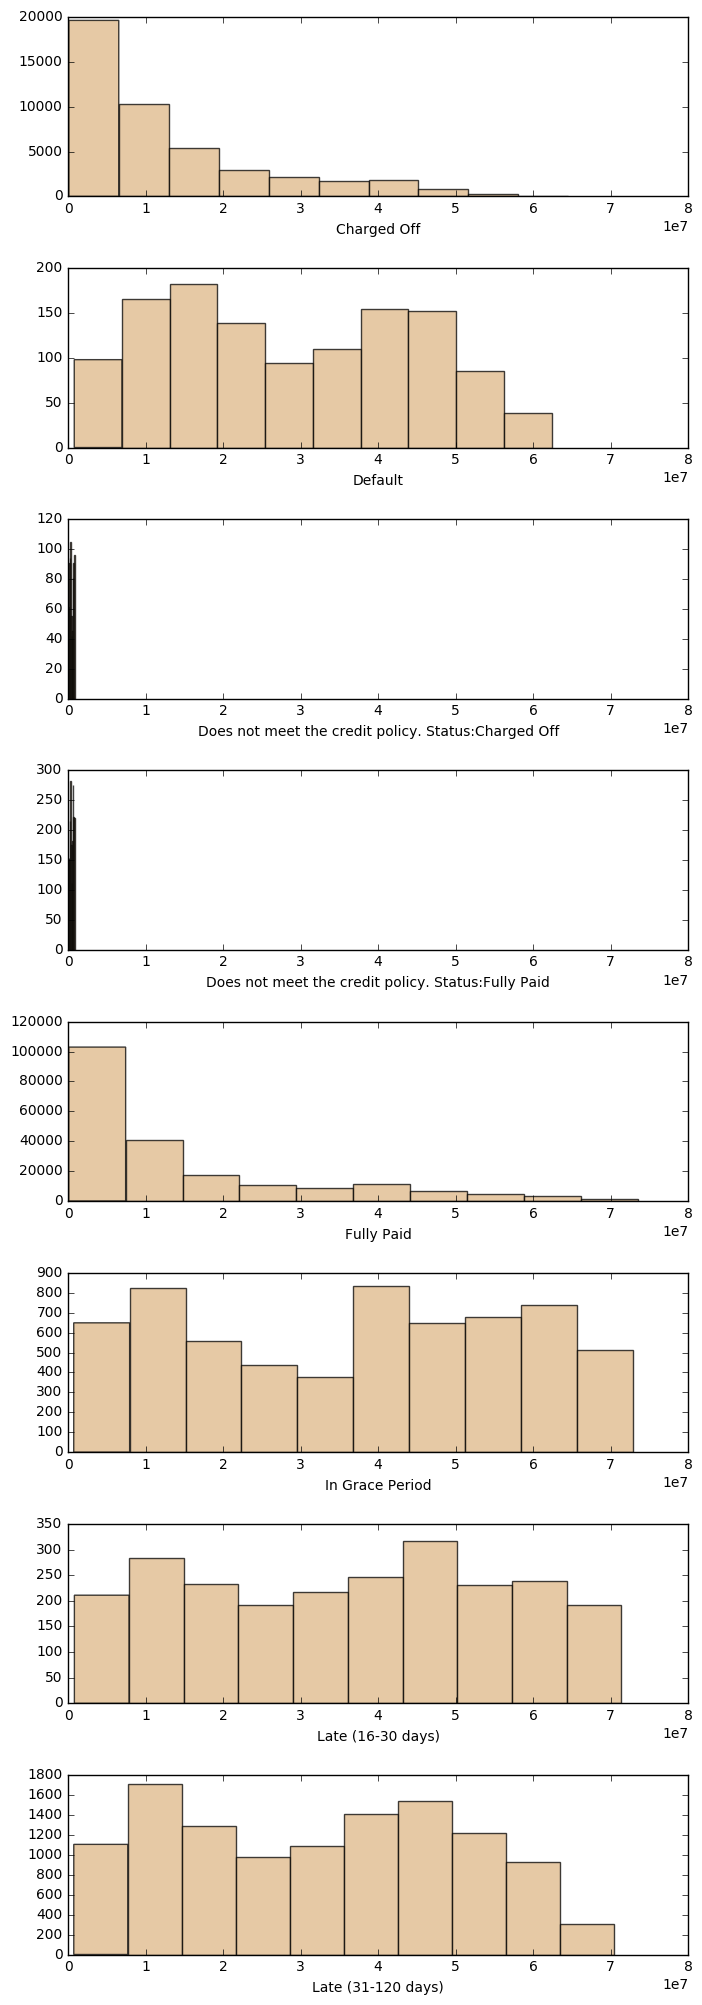 20000
15000
10000
5000
0
0 1 2 3 4 5 6 7 8
1e7
Charged Off
200
150
100
50
0
0 1 2 3 4 5 6 7 8
1e7
Default
120
100
80
60
40
20
0
0 1 2 3 4 5 6 7 8
1e7
Does not meet the credit policy. Status:Charged Off
300
250
200
150
100
50
0
0 1 2 3 4 5 6 7 8
1e7
Does not meet the credit policy. Status:Fully Paid
120000
100000
80000
60000
40000
20000
0
0 1 2 3 4 5 6 7 8
1e7
Fully Paid
900
800
700
600
500
400
300
200
100
0
0 1 2 3 4 5 6 7 8
1e7
In Grace Period
350
300
250
200
150
100
50
0
0 1 2 3 4 5 6 7 8
1e7
Late (16-30 days)
1800
1600
1400
1200
1000
800
600
400
200
0
0 1 2 3 4 5 6 7 8
1e7
Late (31-120 days)